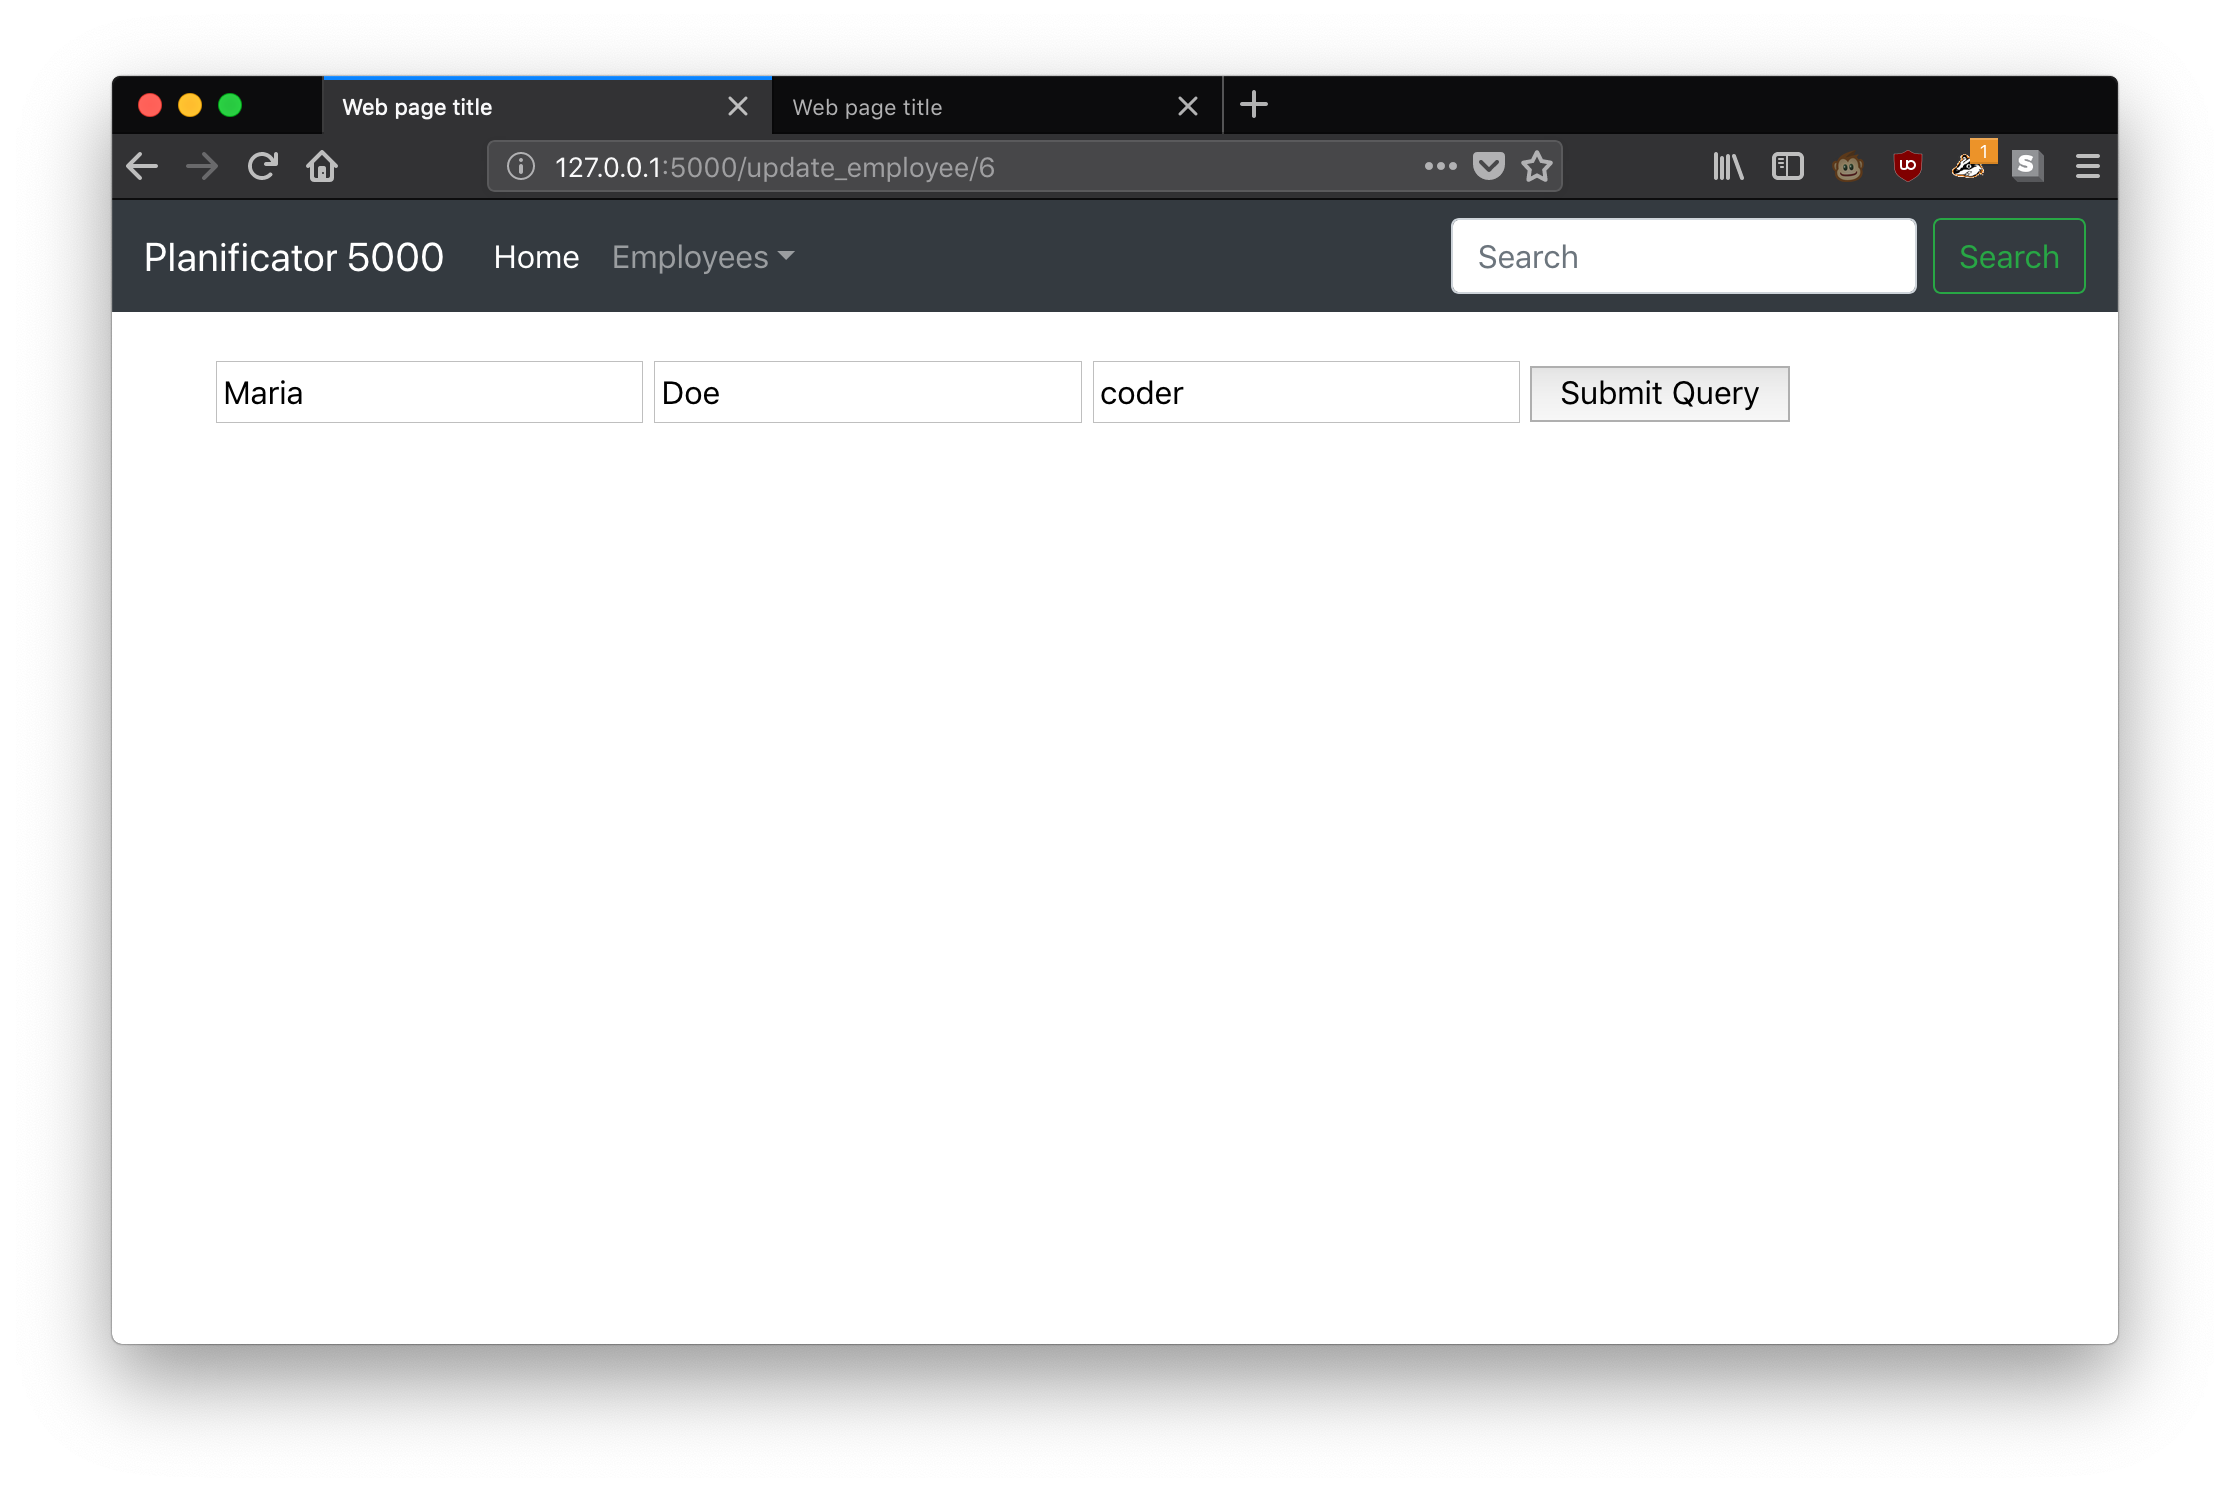 Web page title
Web page title
1
127.0.0.1:5000/update_employee/6
UO
S
Planificator 5000 Home Employees Search Search
Maria Doe coder Submit Query